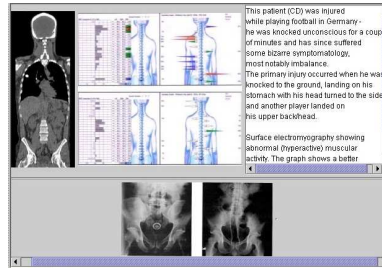 This patient (CD) was injured
while playing football in Germany -
he was knocked unconscious for a coup
of minutes and has since suffered
some bizarre symptomatology,
most notably imbalance.
The primary injury occurred when he was
knocked to the ground, landing on his
stomach with his head turned to the side
and another player landed on
his upper back/head.
Surface electromyography showing
abnormal (hyperactive) muscular
activity. The graph shows a better